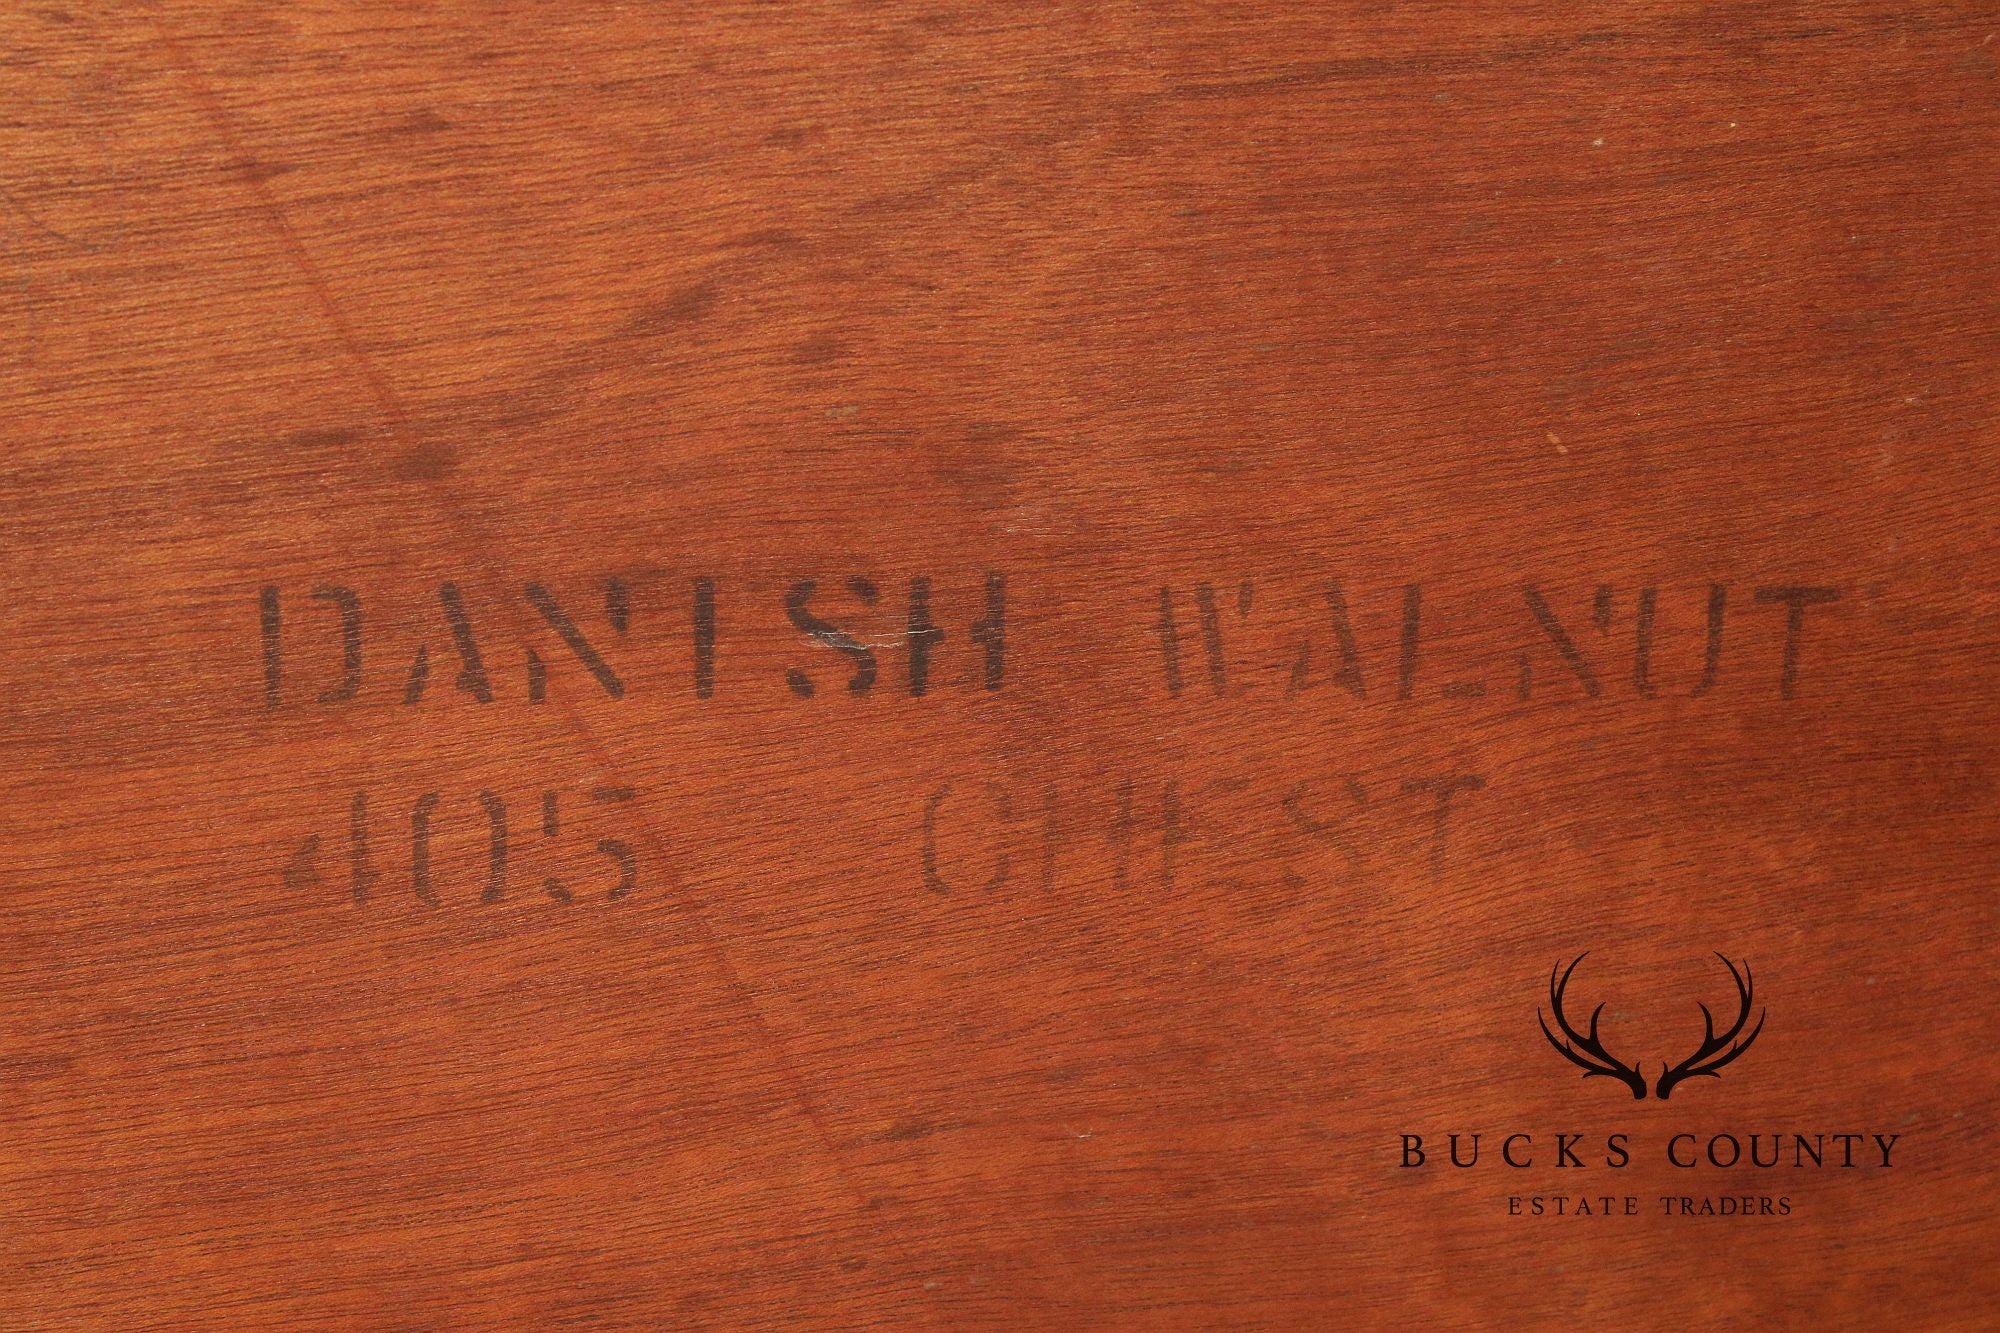 DANISH WALNUT
405 CHEST
BUCKS COUNTY
ESTATE TRADERS